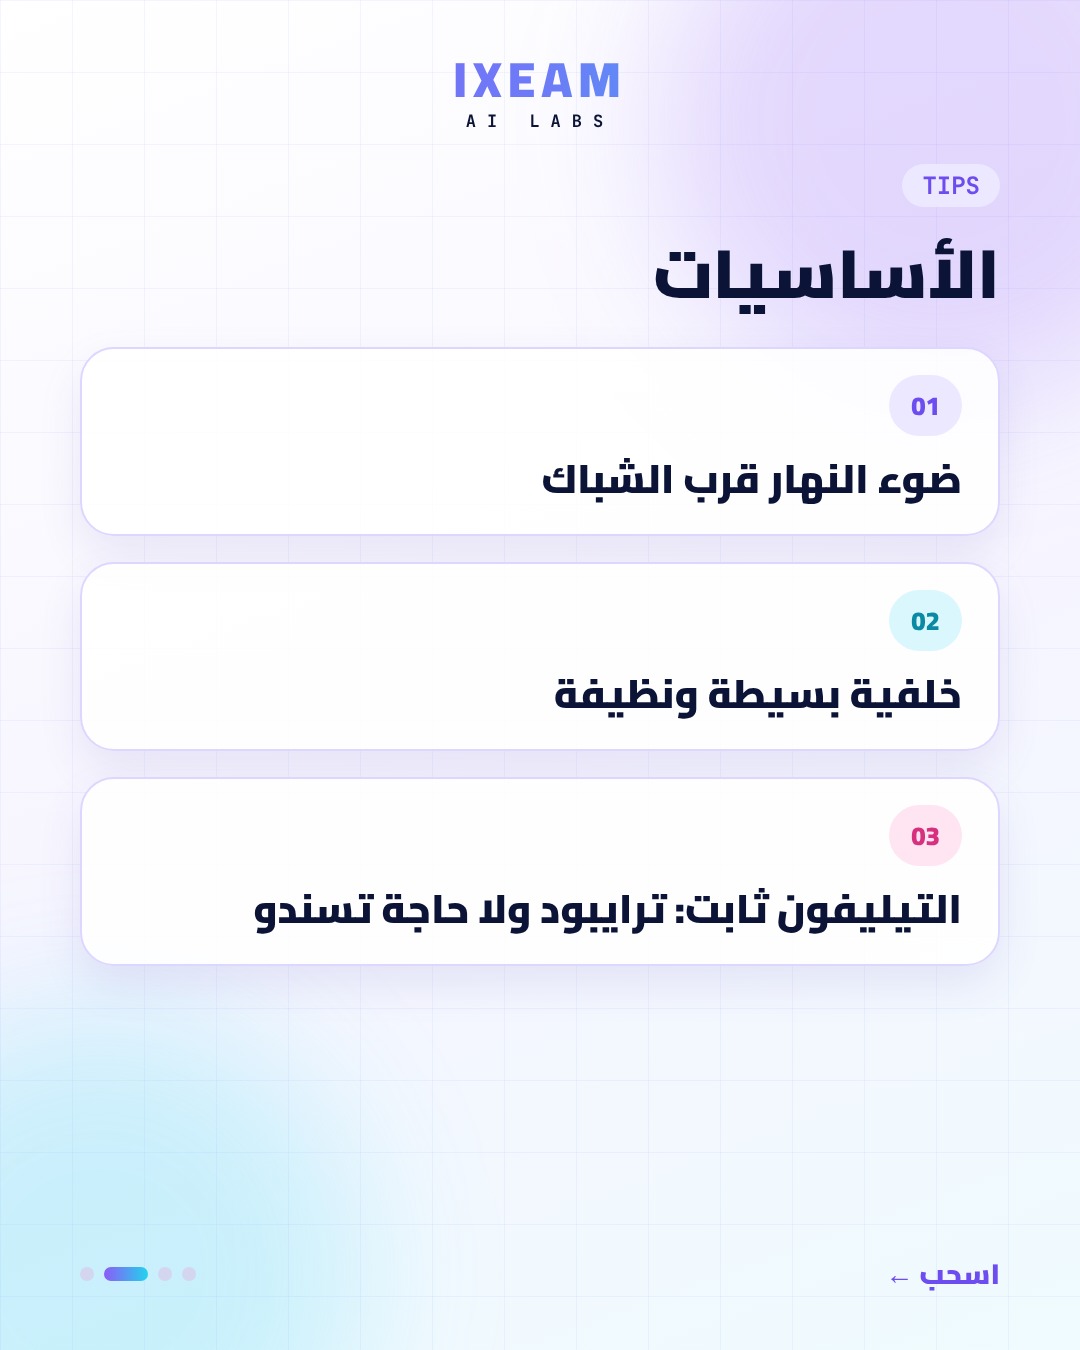 IXEAM
AI LABS
TIPS
الأساسيات
01
ضوء النهار قرب الشباك
02
خلفية بسيطة ونظيفة
03
التيليفون ثابت: ترايبود ولا حاجة تسندو
اسحب ←